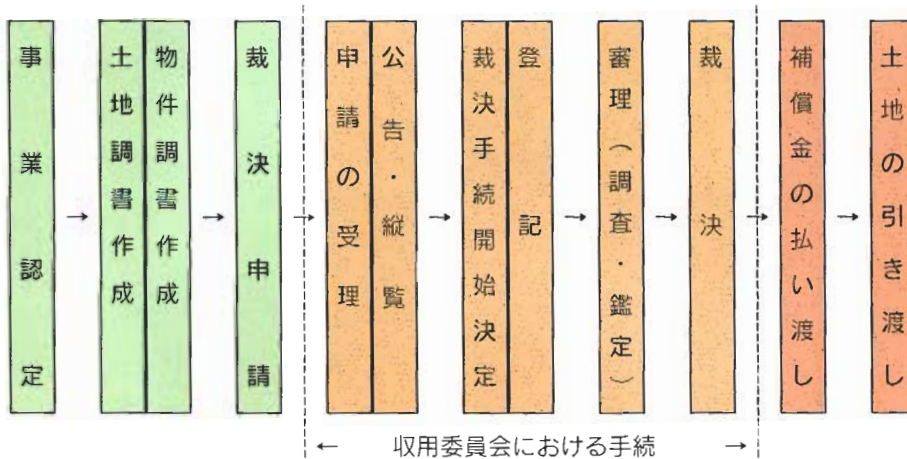 事業認定
→
土地調書作成
物件調書作成
→
裁決申請
→
申請の受理
公告・縦覧
→
裁決手続開始決定
登記
→
審理（調査・鑑定）
→
裁決
→
補償金の払い渡し
→
土地の引き渡し
← 収用委員会における手続 →